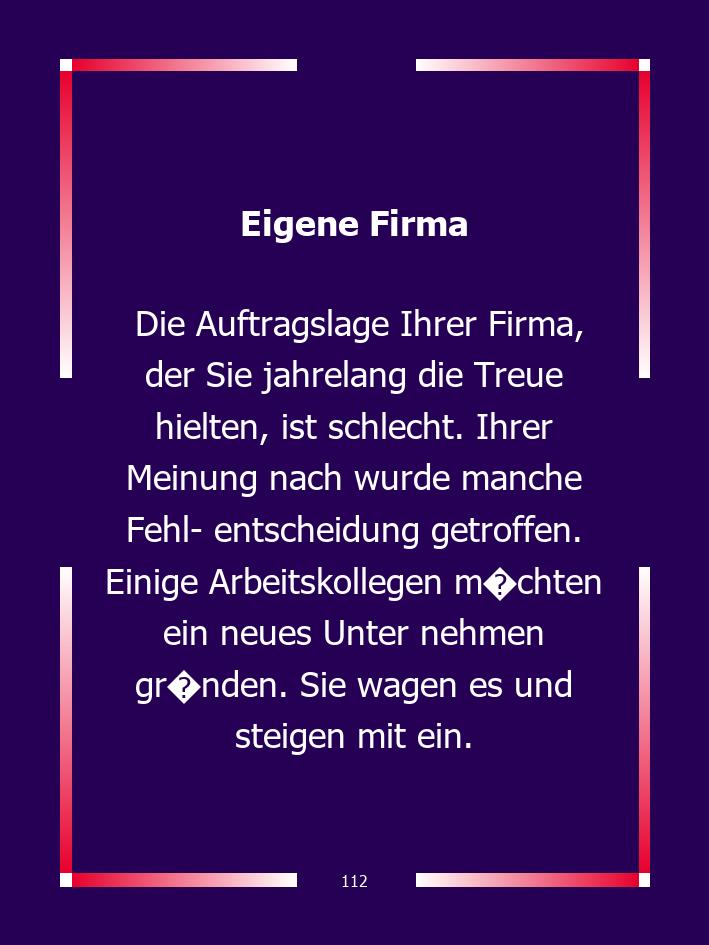 Eigene Firma
Die Auftragslage Ihrer Firma,
der Sie jahrelang die Treue
hielten, ist schlecht. Ihrer
Meinung nach wurde manche
Fehl- entscheidung getroffen.
Einige Arbeitskollegen m�chten
ein neues Unter nehmen
gr�nden. Sie wagen es und
steigen mit ein.
112